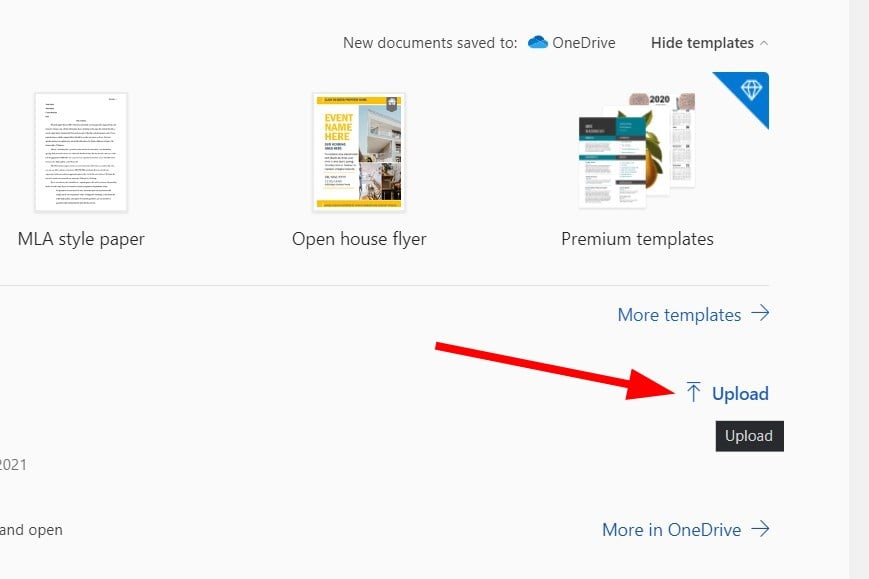 New documents saved to: OneDrive Hide templates
EVENT
NAME
HERE
2020
MLA style paper
Open house flyer
Premium templates
More templates
Upload
Upload
2021
and open
More in OneDrive